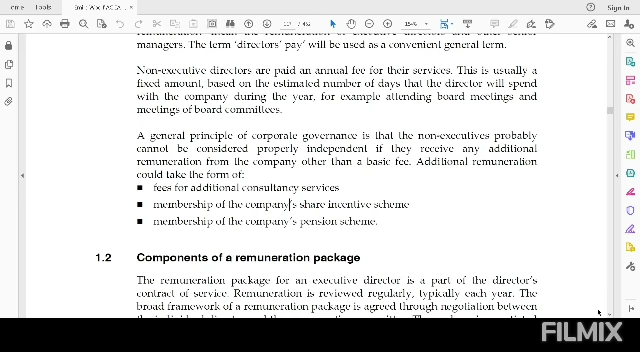 ome Tools × Sign In
/ 452
managers. The term ‘directors’ pay’ will be used as a convenient general term.
Non-executive directors are paid an annual fee for their services. This is usually a
fixed amount, based on the estimated number of days that the director will spend
with the company during the year, for example attending board meetings and
meetings of board committees.
A general principle of corporate governance is that the non-executives probably
cannot be considered properly independent if they receive any additional
remuneration from the company other than a basic fee. Additional remuneration
could take the form of:
■ fees for additional consultancy services
■ membership of the company’s share incentive scheme
■ membership of the company’s pension scheme.
1.2 Components of a remuneration package
The remuneration package for an executive director is a part of the director’s
contract of service. Remuneration is reviewed regularly, typically each year. The
broad framework of a remuneration package is agreed through negotiation between
FILMIX